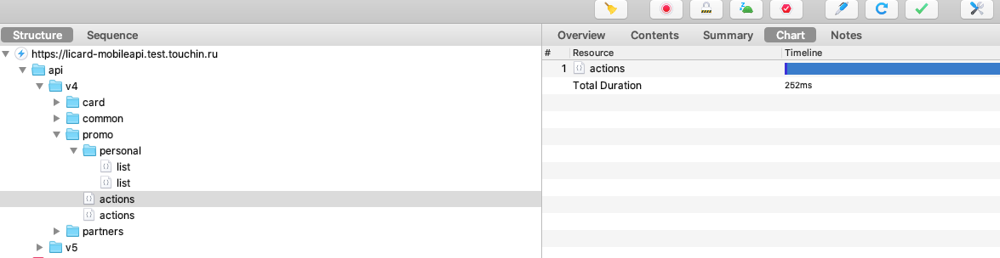 Structure Sequence
https://licard-mobileapi.test.touchin.ru
api
v4
card
common
promo
personal
list
list
actions
actions
partners
v5
Overview Contents Summary Chart Notes
# Resource Timeline
1 actions
Total Duration 252ms